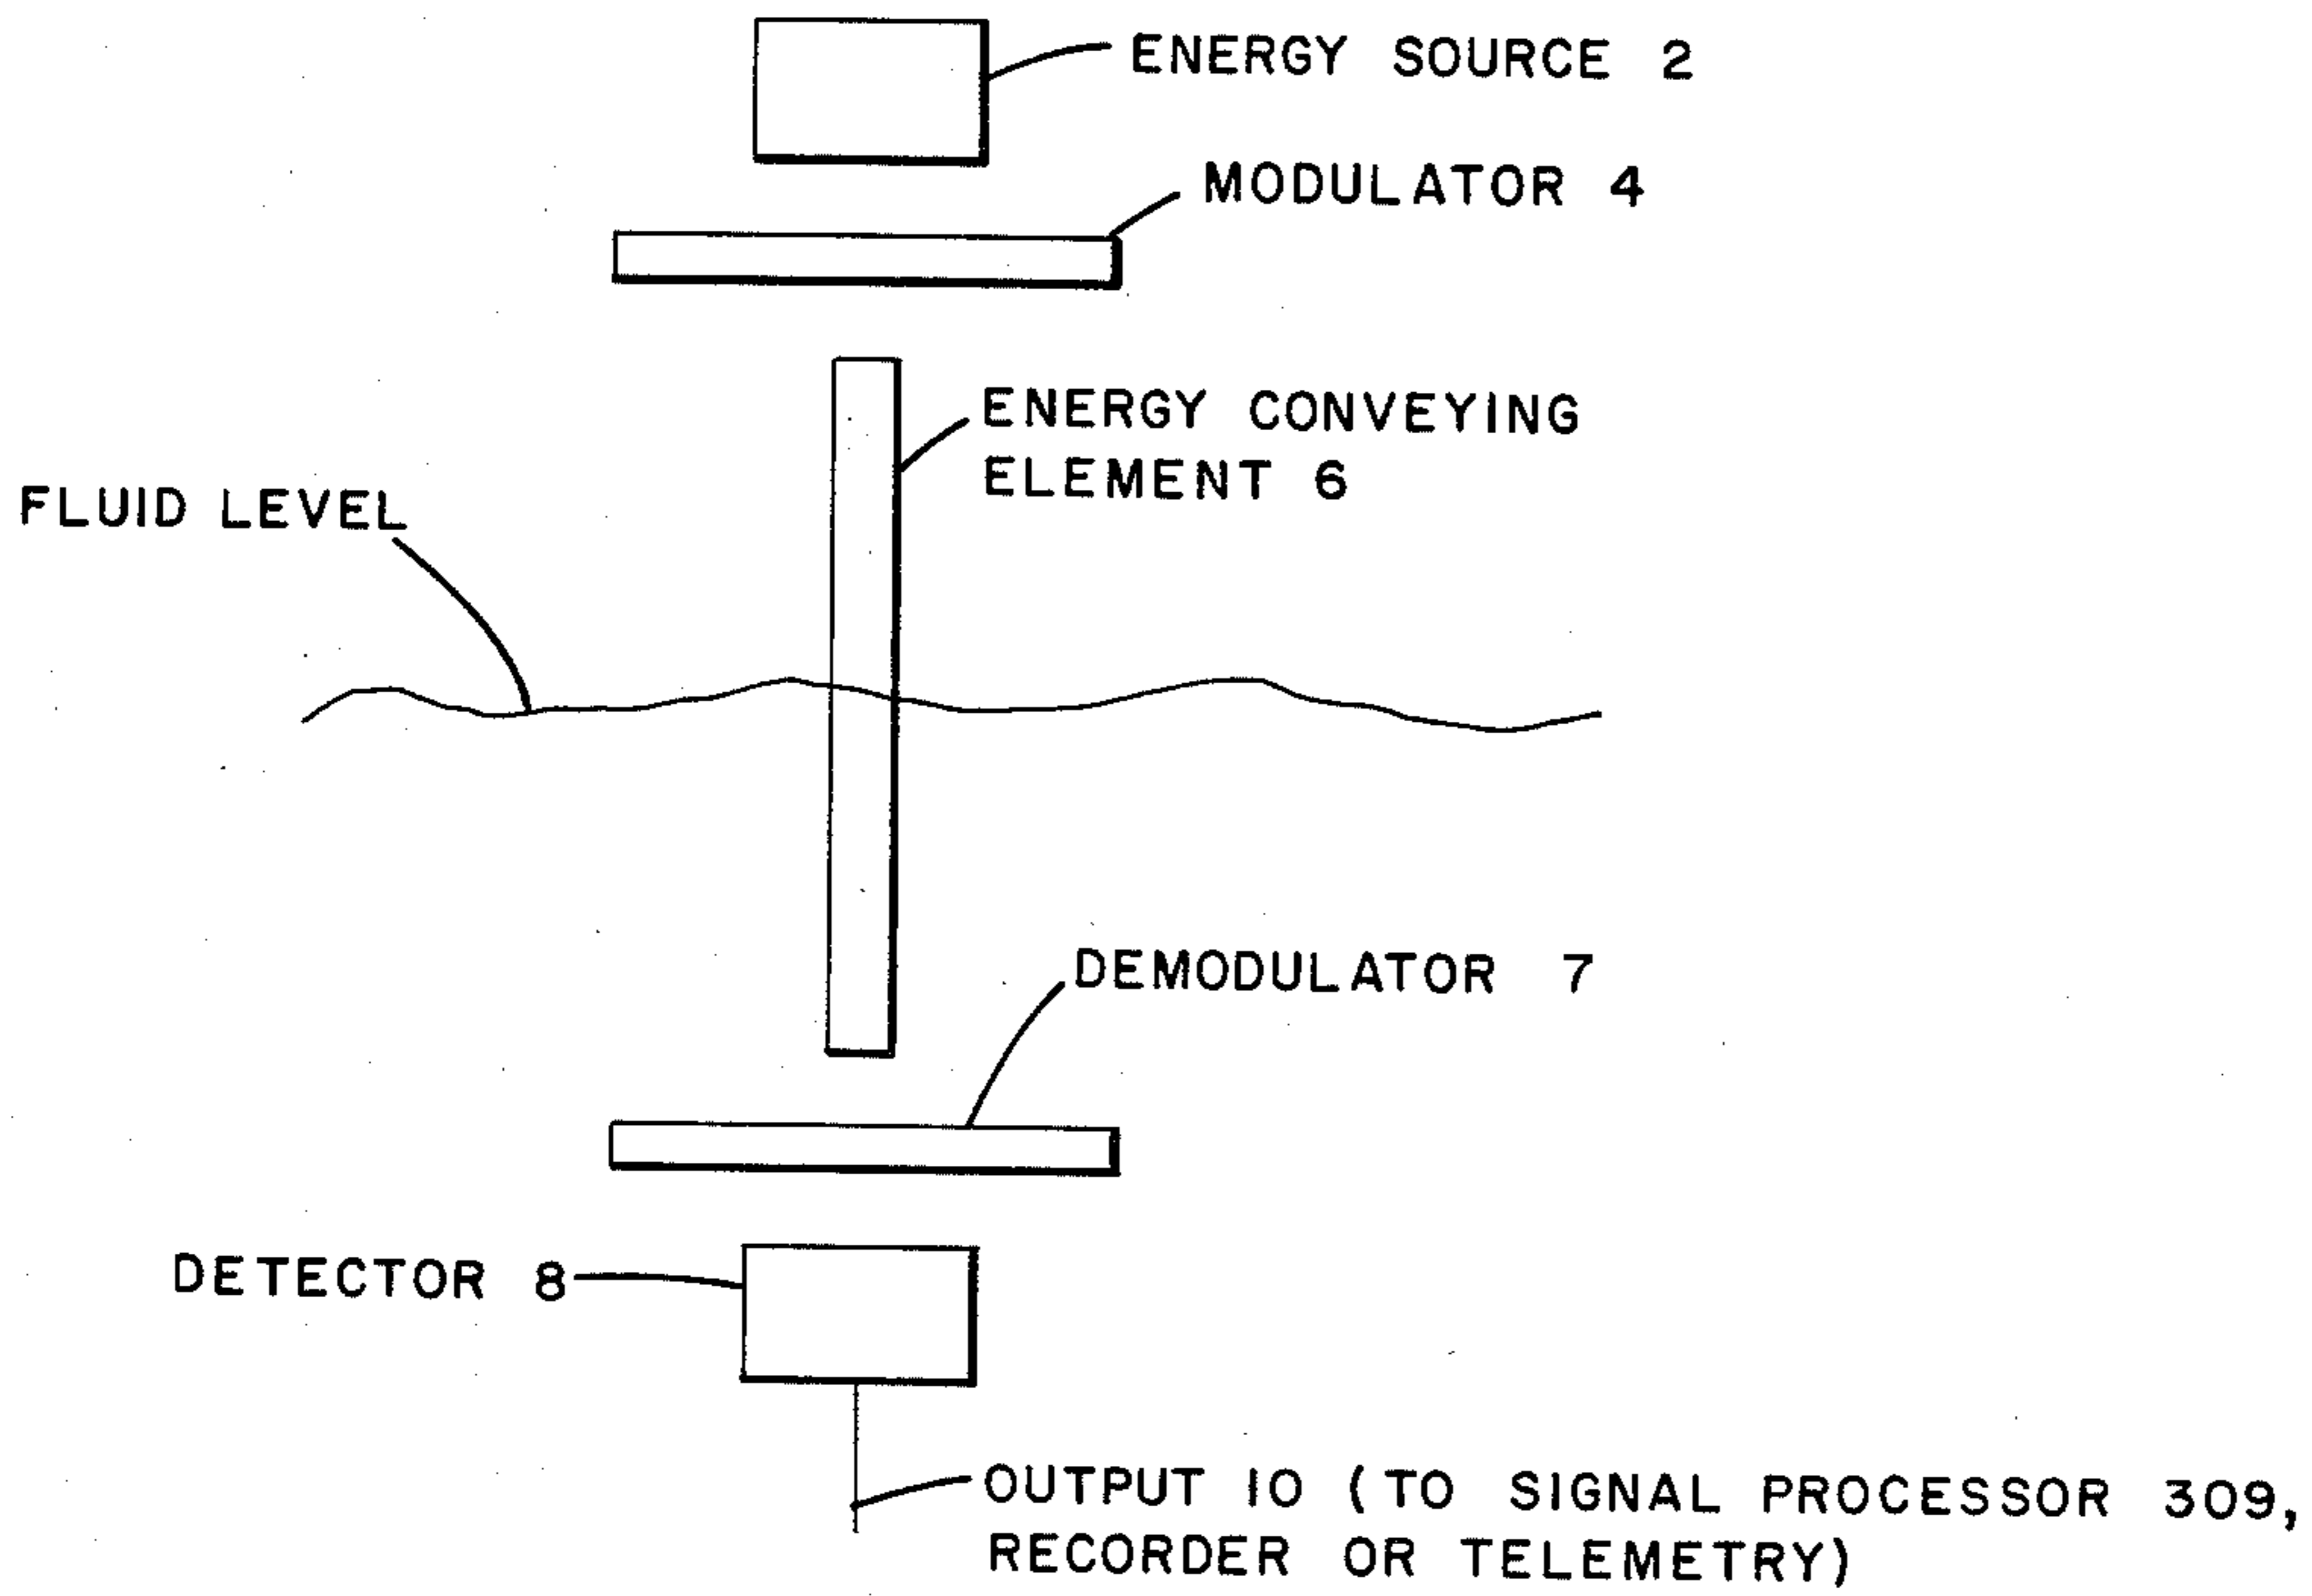 ENERGY SOURCE 2
MODULATOR 4
ENERGY CONVEYING
ELEMENT 6
FLUID LEVEL
DEMODULATOR 7
DETECTOR 8
OUTPUT 10 (TO SIGNAL PROCESSOR 309,
RECORDER OR TELEMETRY)